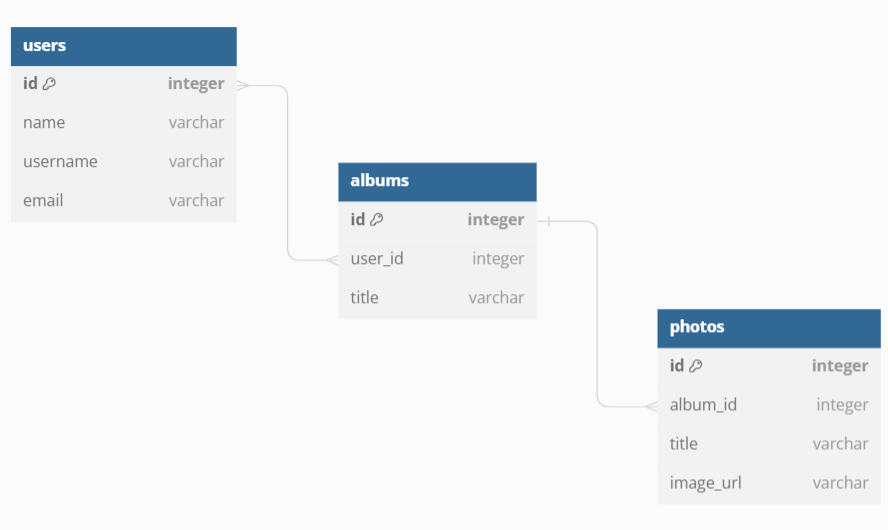 users
id integer
name varchar
username varchar
email varchar
albums
id integer
user_id integer
title varchar
photos
id integer
album_id integer
title varchar
image_url varchar